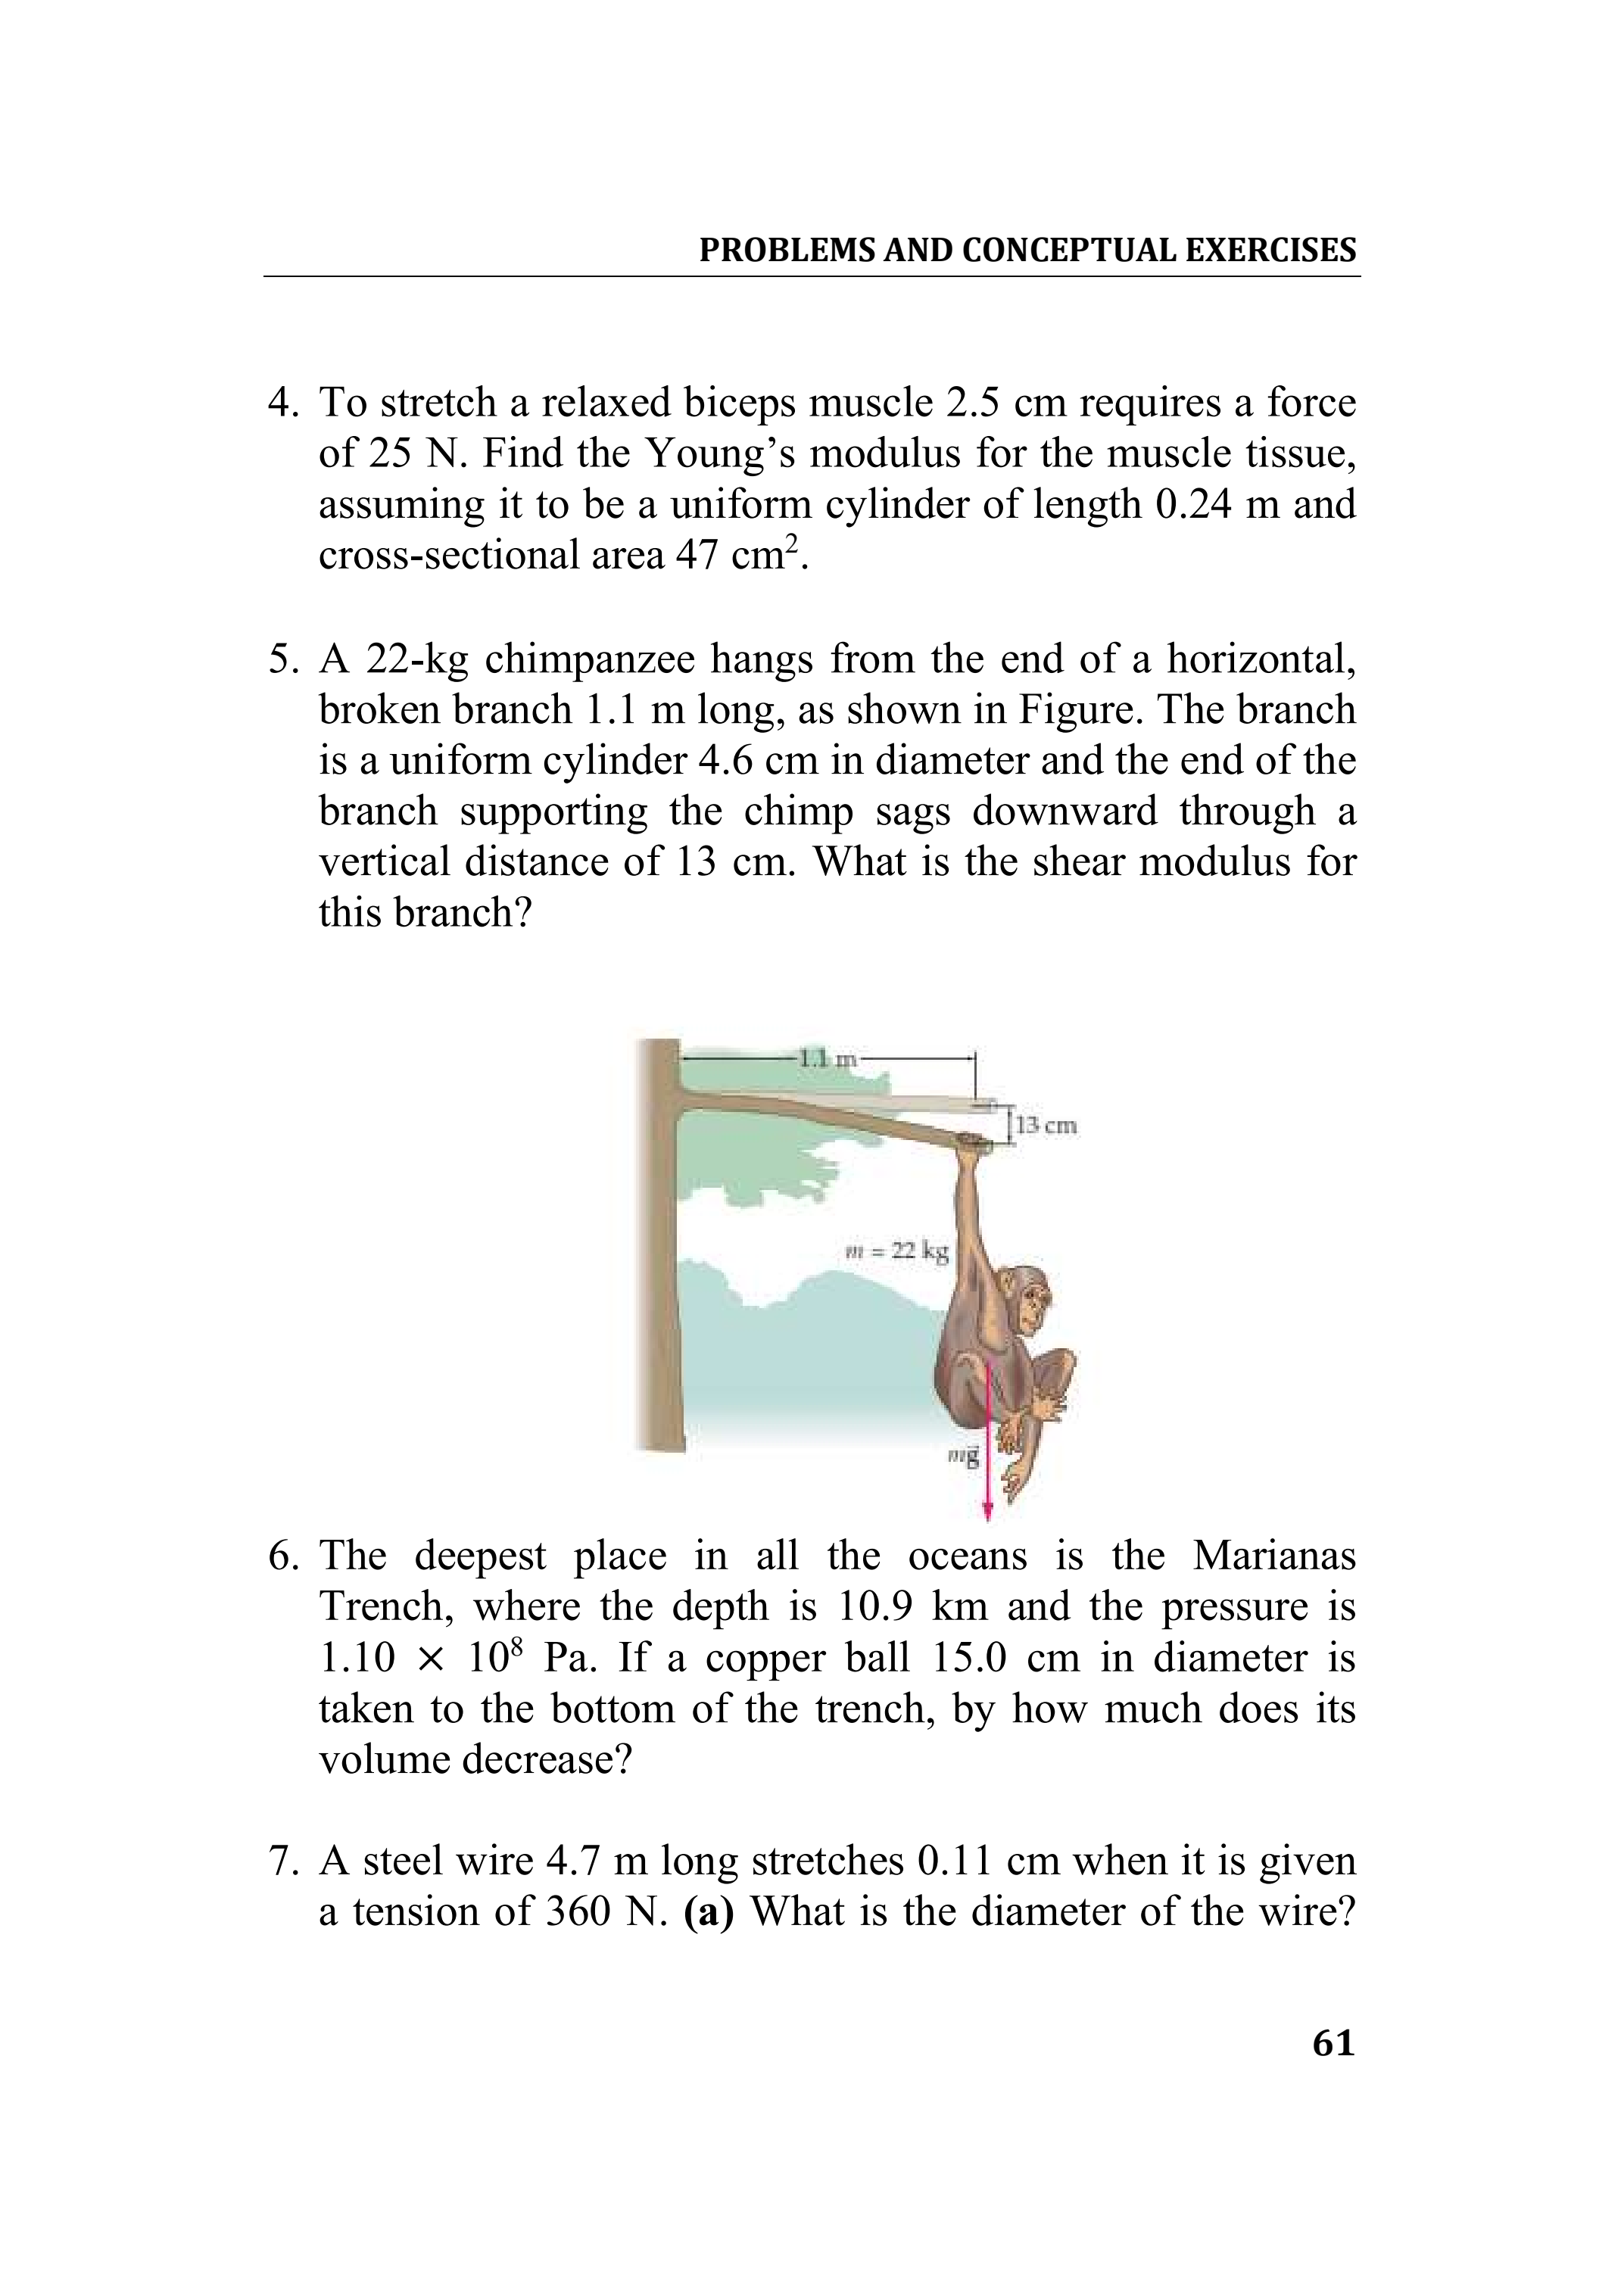 PROBLEMS AND CONCEPTUAL EXERCISES
4. To stretch a relaxed biceps muscle 2.5 cm requires a force
of 25 N. Find the Young’s modulus for the muscle tissue,
assuming it to be a uniform cylinder of length 0.24 m and
cross-sectional area 47 cm².
5. A 22-kg chimpanzee hangs from the end of a horizontal,
broken branch 1.1 m long, as shown in Figure. The branch
is a uniform cylinder 4.6 cm in diameter and the end of the
branch supporting the chimp sags downward through a
vertical distance of 13 cm. What is the shear modulus for
this branch?
1.1 m
13 cm
m = 22 kg
mg⃗
6. The deepest place in all the oceans is the Marianas
Trench, where the depth is 10.9 km and the pressure is
1.10 × 10⁸ Pa. If a copper ball 15.0 cm in diameter is
taken to the bottom of the trench, by how much does its
volume decrease?
7. A steel wire 4.7 m long stretches 0.11 cm when it is given
a tension of 360 N. (a) What is the diameter of the wire?
61